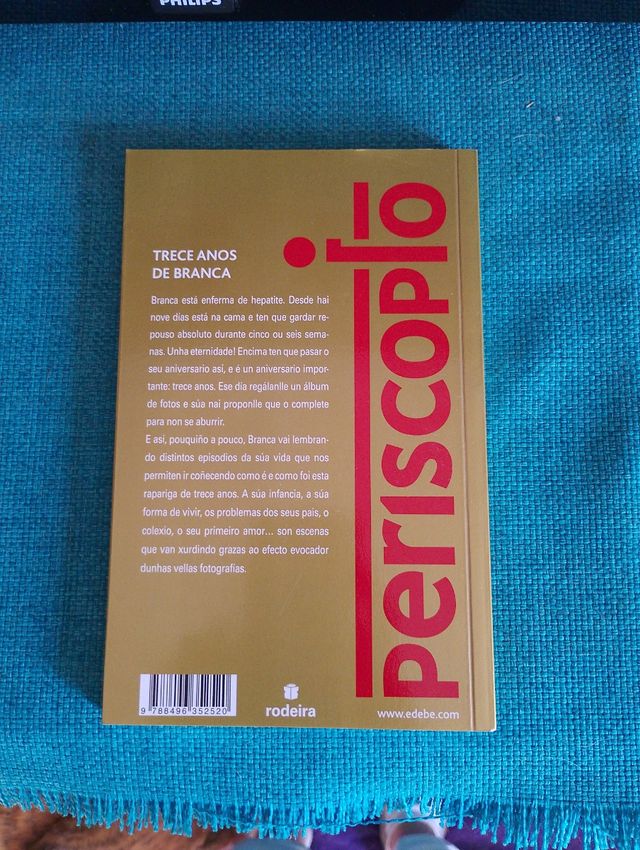 PHILIPS
TRECE ANOS
DE BRANCA
Branca está enferma de hepatite. Desde hai
nove días está na cama e ten que gardar re-
pouso absoluto durante cinco ou seis sema-
nas. Unha eternidade! Encima ten que pasar o
seu aniversario así, e é un aniversario impor-
tante: trece anos. Ese día regálanlle un álbum
de fotos e súa nai proponlle que o complete
para non se aburrir.
E así, pouquiño a pouco, Branca vai lembran-
do distintos episodios da súa vida que nos
permiten ir coñecendo como é e como foi esta
rapariga de trece anos. A súa infancia, a súa
forma de vivir, os problemas dos seus pais, o
colexio, o seu primeiro amor... son escenas
que van xurdindo grazas ao efecto evocador
dunhas vellas fotografías.
periscopio
9 788496 352520
rodeira
www.edebe.com